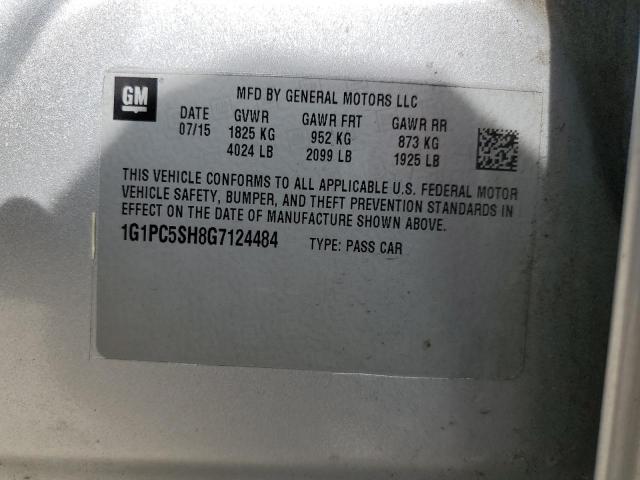 GM
MFD BY GENERAL MOTORS LLC
DATE GVWR GAWR FRT GAWR RR
07/15 1825 KG 952 KG 873 KG
4024 LB 2099 LB 1925 LB
THIS VEHICLE CONFORMS TO ALL APPLICABLE U.S. FEDERAL MOTOR
VEHICLE SAFETY, BUMPER, AND THEFT PREVENTION STANDARDS IN
EFFECT ON THE DATE OF MANUFACTURE SHOWN ABOVE.
1G1PC5SH8G7124484 TYPE: PASS CAR